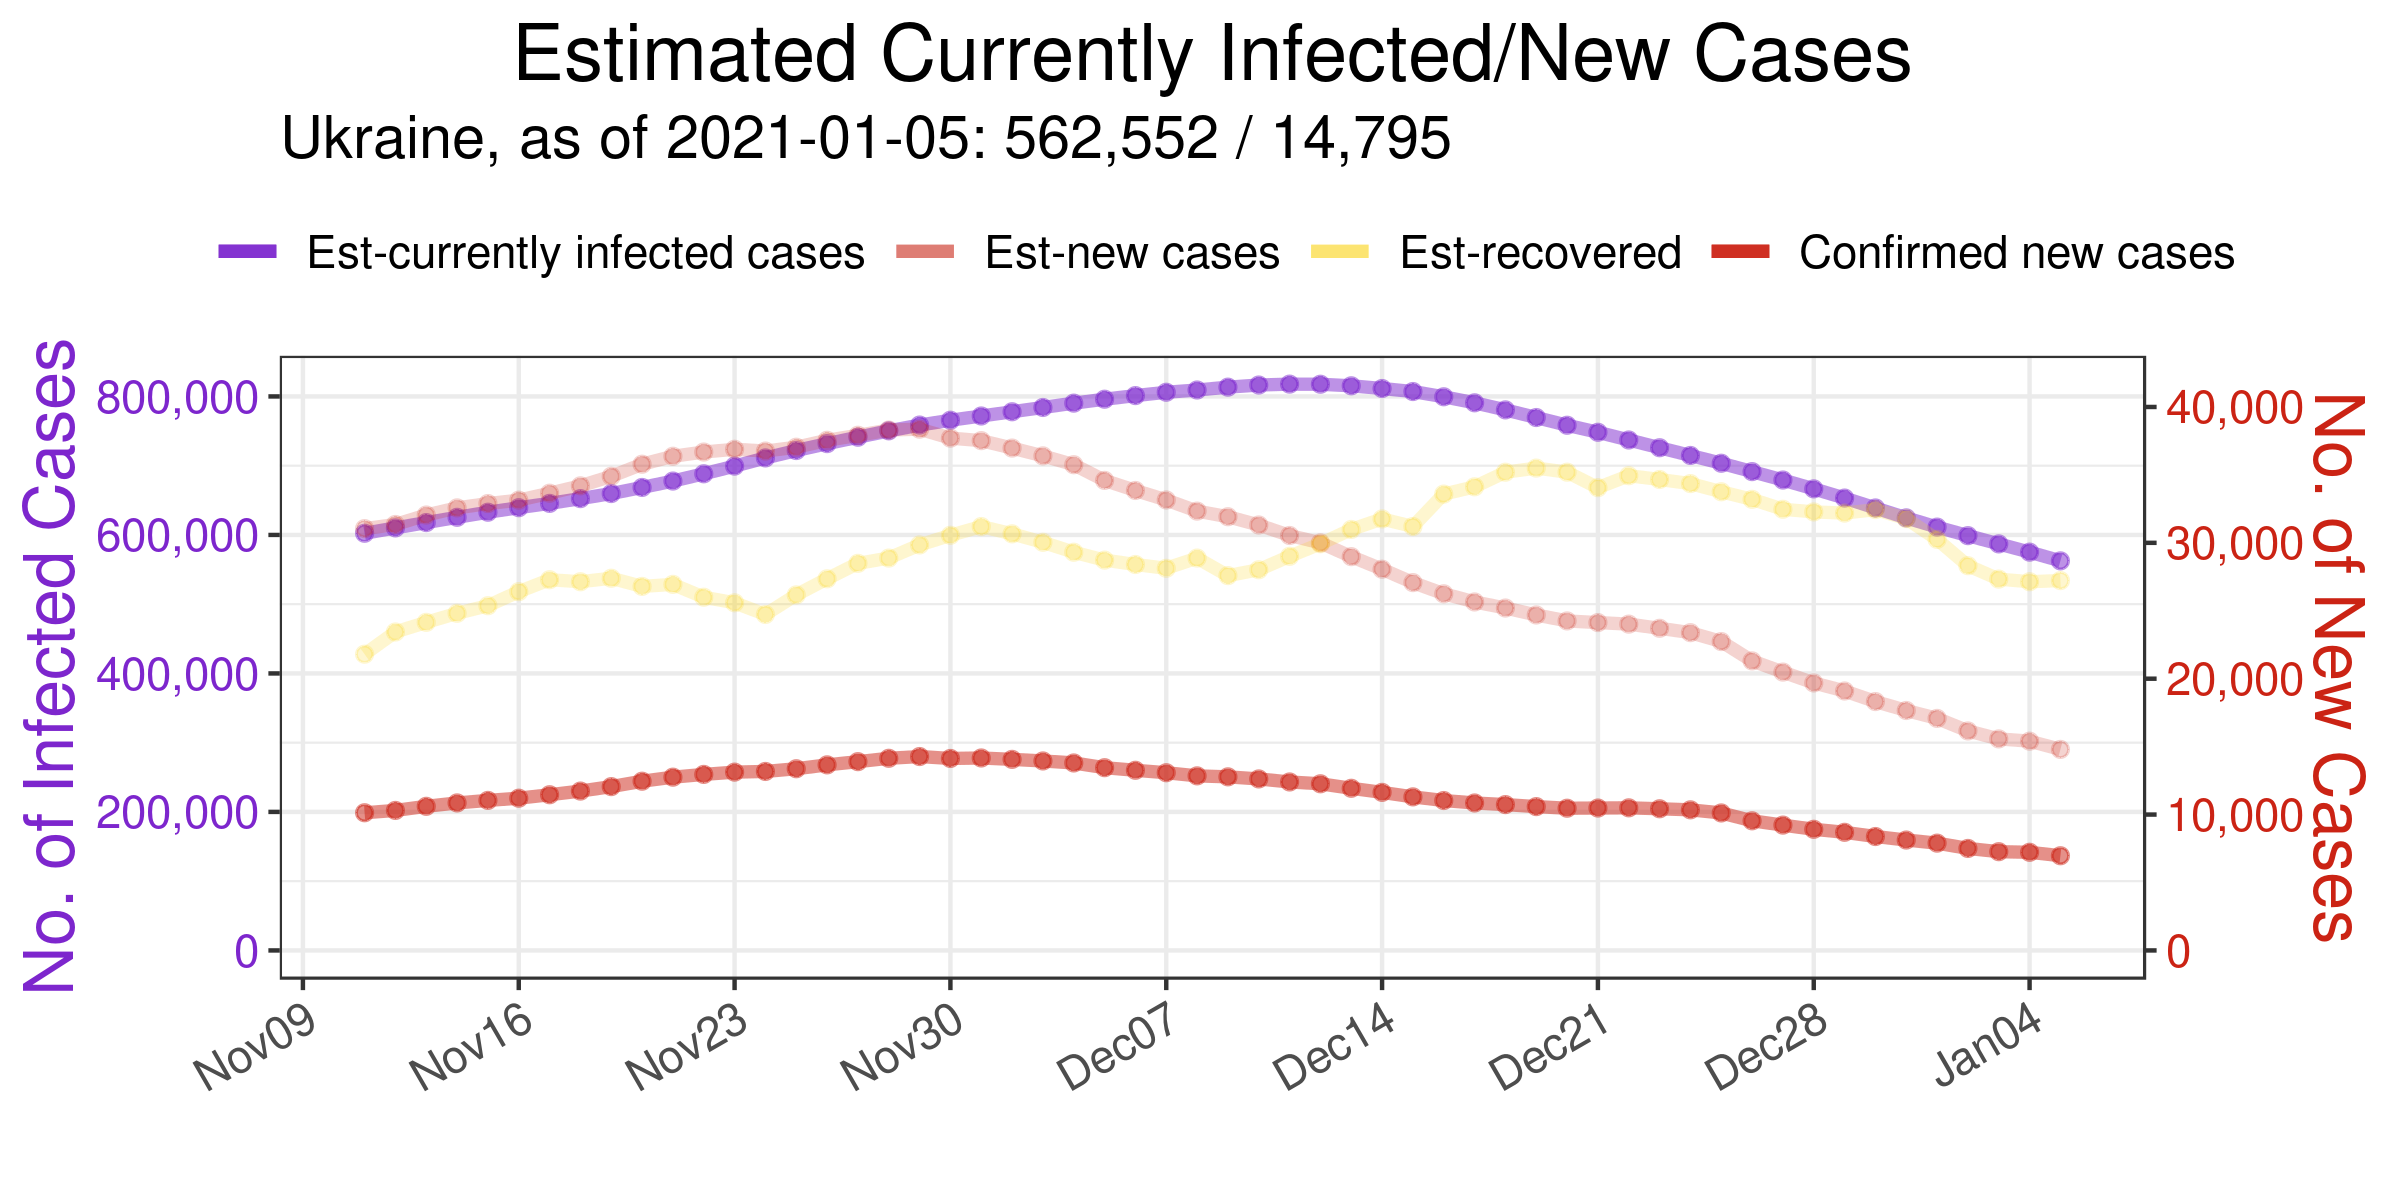 Estimated Currently Infected/New Cases
Ukraine, as of 2021-01-05: 562,552 / 14,795
Est-currently infected cases Est-new cases Est-recovered Confirmed new cases
No. of Infected Cases
800,000
600,000
400,000
200,000
0
40,000
30,000
20,000
10,000
0
No. of New Cases
Nov09 Nov16 Nov23 Nov30 Dec07 Dec14 Dec21 Dec28 Jan04